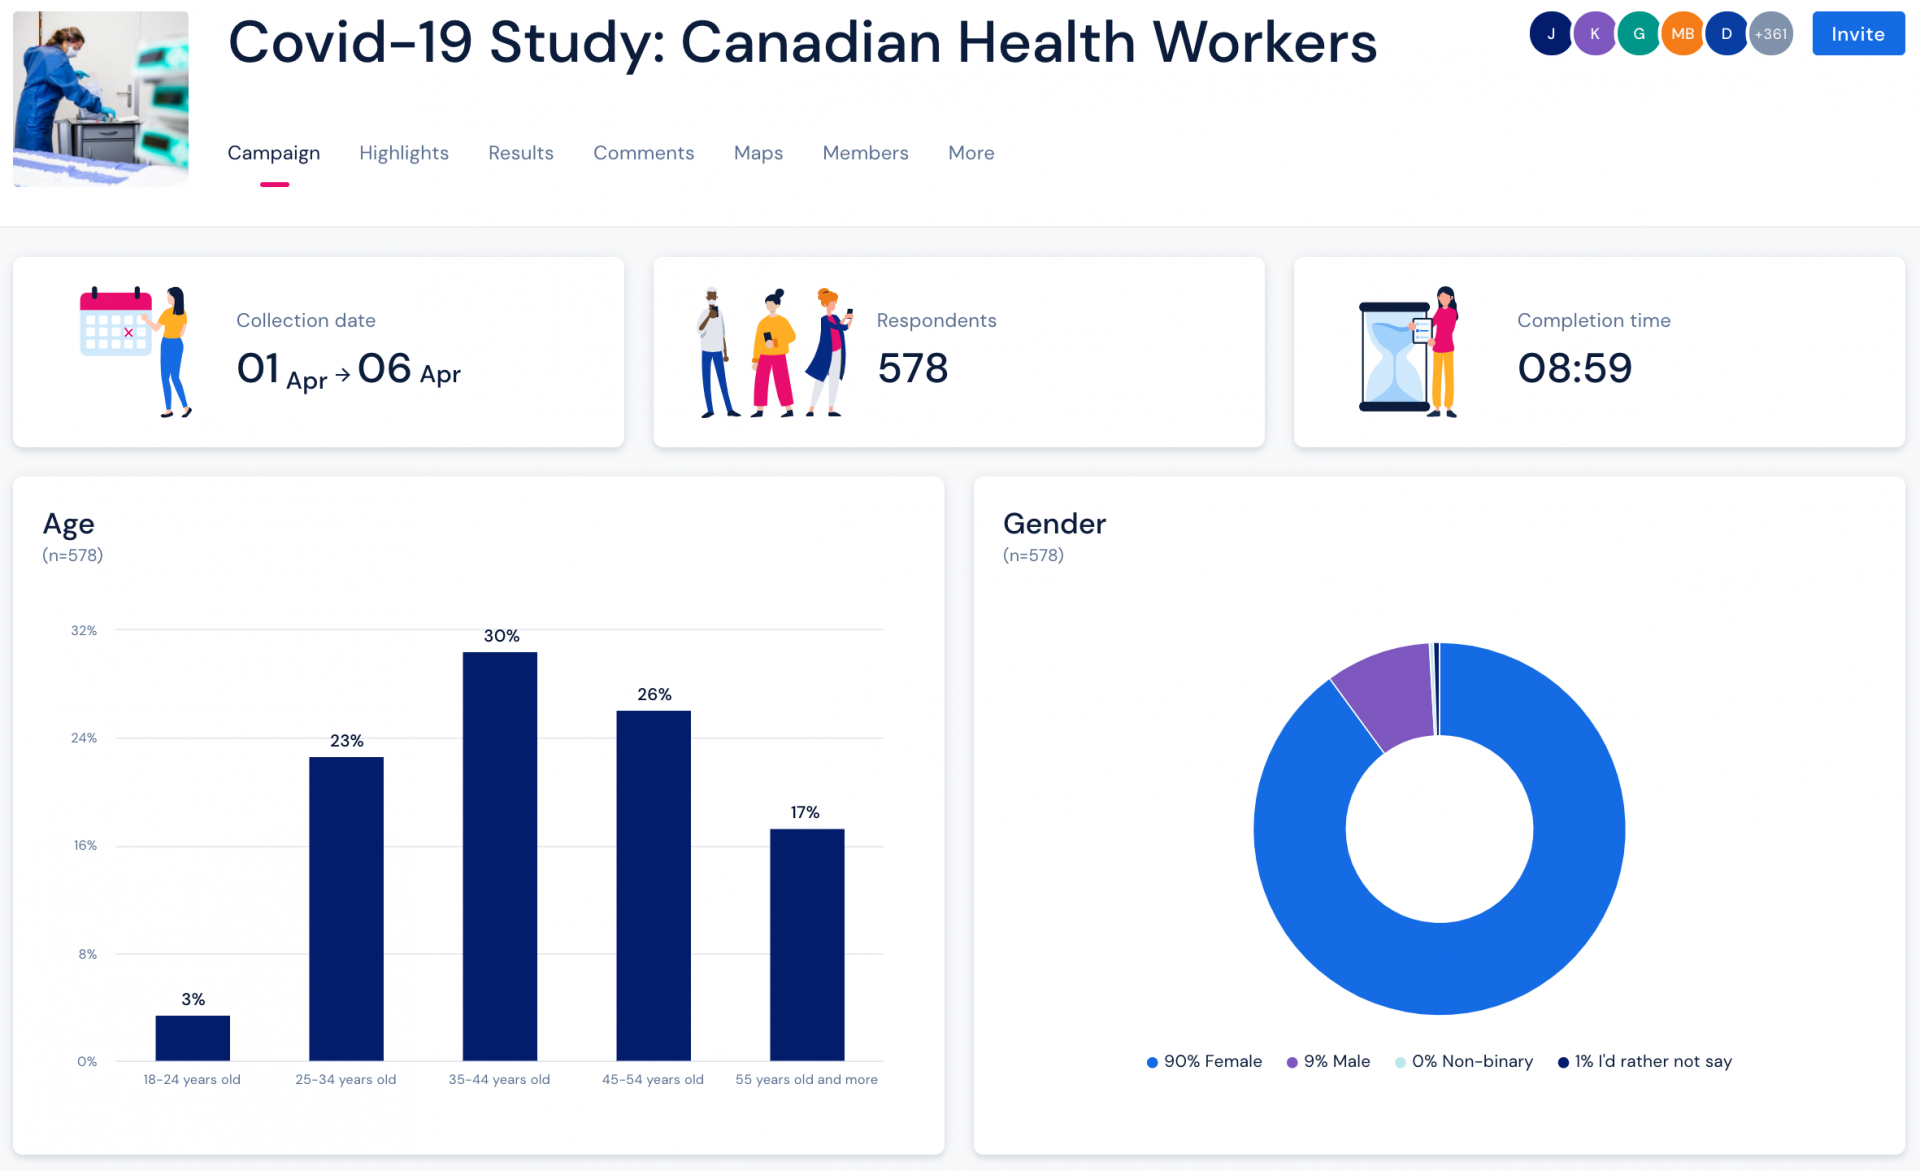 Covid-19 Study: Canadian Health Workers
J K G MB D +361 Invite
Campaign Highlights Results Comments Maps Members More
Collection date
01 Apr → 06 Apr
Respondents
578
Completion time
08:59
Age
(n=578)
32%
24%
16%
8%
0%
3%
23%
30%
26%
17%
18-24 years old 25-34 years old 35-44 years old 45-54 years old 55 years old and more
Gender
(n=578)
90% Female 9% Male 0% Non-binary 1% I'd rather not say